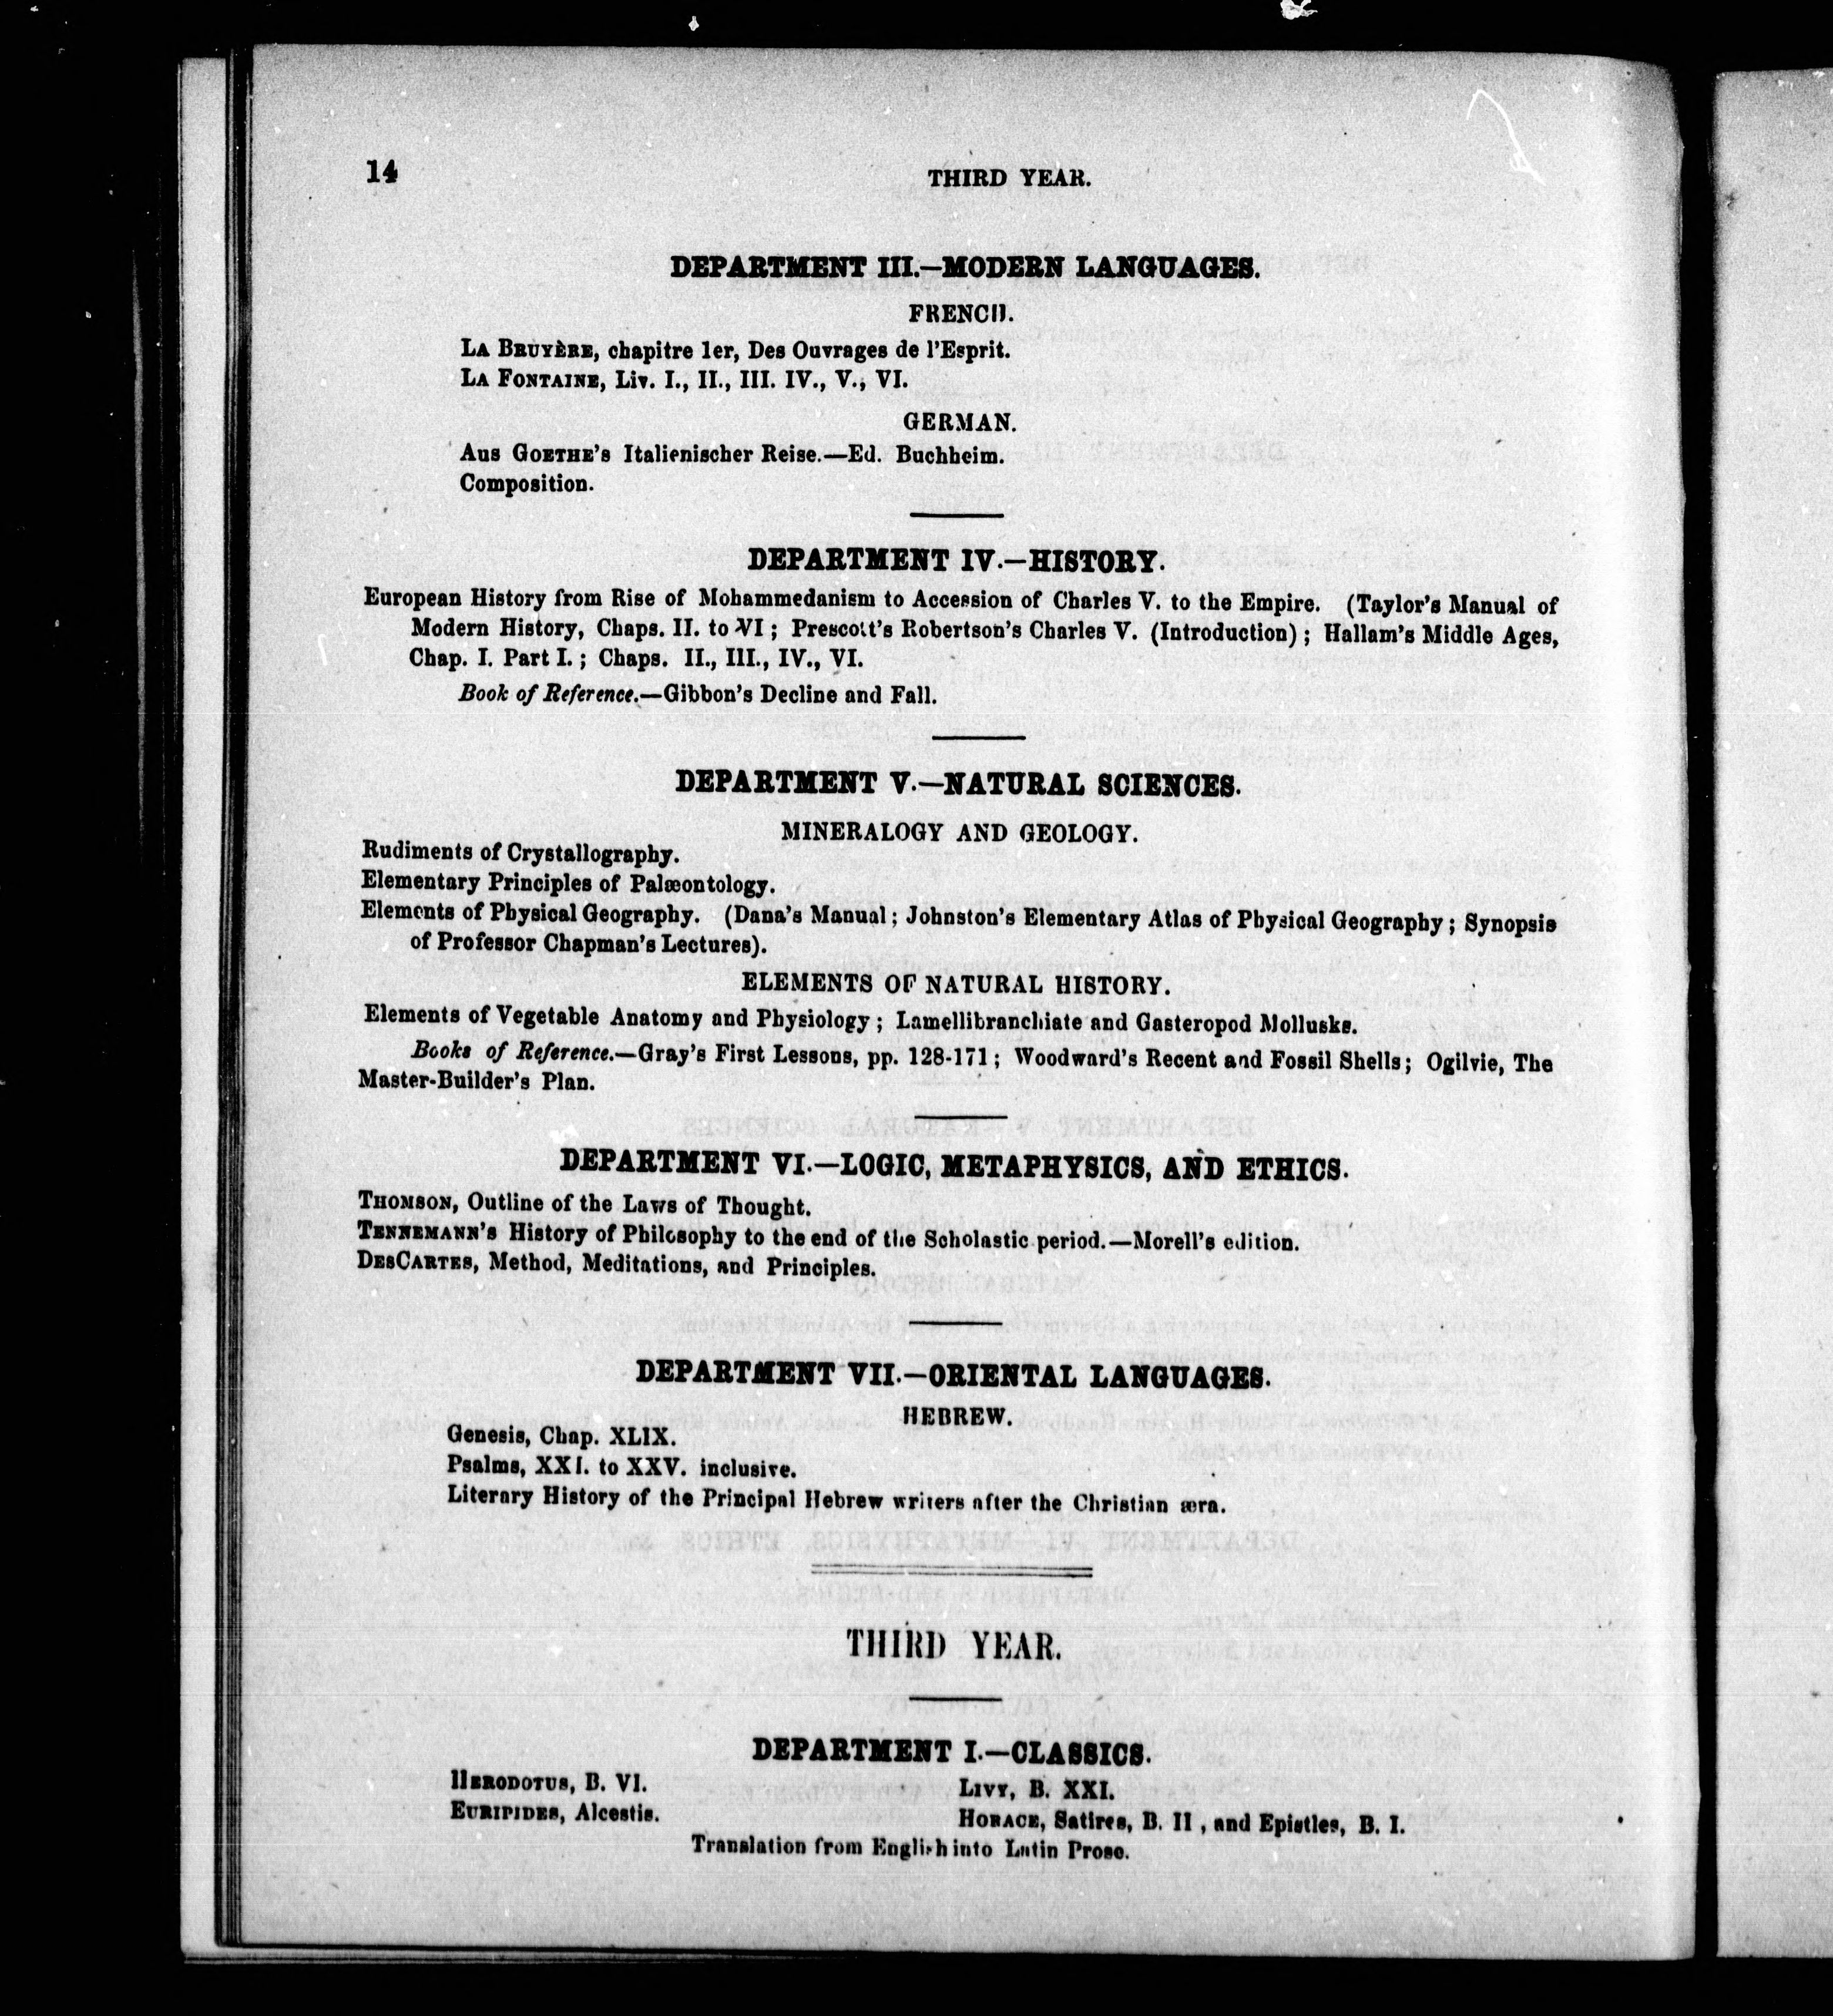 14
THIRD YEAR.
DEPARTMENT III.—MODERN LANGUAGES.
FRENCH.
LA BRUYÈRE, chapitre 1er, Des Ouvrages de l'Esprit.
LA FONTAINE, Liv. I., II., III. IV., V., VI.
GERMAN.
Aus GOETHE'S Italienischer Reise.—Ed. Buchheim.
Composition.
DEPARTMENT IV.—HISTORY.
European History from Rise of Mohammedanism to Accession of Charles V. to the Empire. (Taylor's Manual of
Modern History, Chaps. II. to VI; Prescott's Robertson's Charles V. (Introduction); Hallam's Middle Ages,
Chap. I. Part I.; Chaps. II., III., IV., VI.
Book of Reference.—Gibbon's Decline and Fall.
DEPARTMENT V.—NATURAL SCIENCES.
MINERALOGY AND GEOLOGY.
Rudiments of Crystallography.
Elementary Principles of Palæontology.
Elements of Physical Geography. (Dana's Manual; Johnston's Elementary Atlas of Physical Geography; Synopsis
of Professor Chapman's Lectures).
ELEMENTS OF NATURAL HISTORY.
Elements of Vegetable Anatomy and Physiology; Lamellibranchiate and Gasteropod Mollusks.
Books of Reference.—Gray's First Lessons, pp. 128-171; Woodward's Recent and Fossil Shells; Ogilvie, The
Master-Builder's Plan.
DEPARTMENT VI.—LOGIC, METAPHYSICS, AND ETHICS.
THOMSON, Outline of the Laws of Thought.
TENNEMANN'S History of Philosophy to the end of the Scholastic period.—Morell's edition.
DESCARTES, Method, Meditations, and Principles.
DEPARTMENT VII.—ORIENTAL LANGUAGES.
HEBREW.
Genesis, Chap. XLIX.
Psalms, XXI. to XXV. inclusive.
Literary History of the Principal Hebrew writers after the Christian æra.
THIRD YEAR.
DEPARTMENT I.—CLASSICS.
HERODOTUS, B. VI.
EURIPIDES, Alcestis.
LIVY, B. XXI.
HORACE, Satires, B. II, and Epistles, B. I.
Translation from English into Latin Prose.